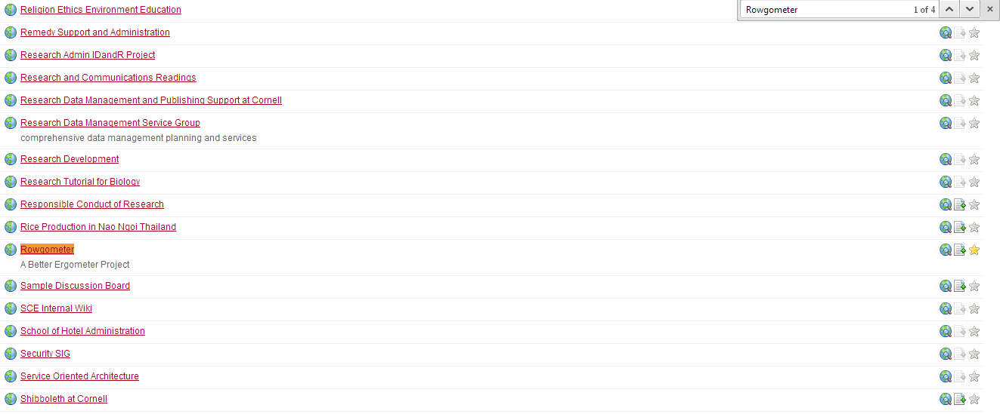 Religion Ethics Environment Education
Rowgometer 1 of 4
Remedy Support and Administration
Research Admin IDandR Project
Research and Communications Readings
Research Data Management and Publishing Support at Cornell
Research Data Management Service Group
comprehensive data management planning and services
Research Development
Research Tutorial for Biology
Responsible Conduct of Research
Rice Production in Nao Ngoi Thailand
Rowgometer
A Better Ergometer Project
Sample Discussion Board
SCE Internal Wiki
School of Hotel Administration
Security SIG
Service Oriented Architecture
Shibboleth at Cornell